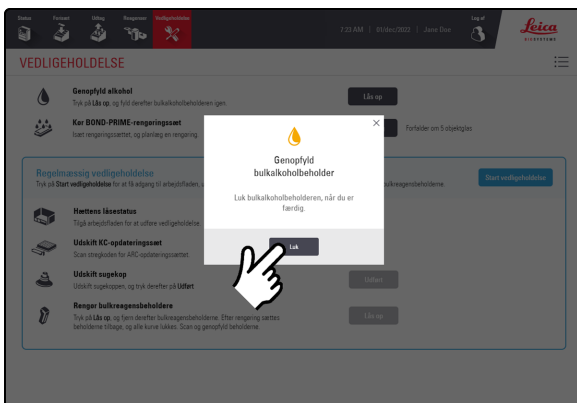 Status Forsød Udtag Reagenser Vedligeholdelse
7:23 AM | 01/dec/2022 | Jane Doe
Log af
Leica
BIOSYSTEMS
VEDLIGEHOLDELSE
Genopfyld alkohol
Tryk på Lås op, og fyld derefter bulkalkoholbeholderen igen.
Lås op
Kør BOND-PRIME-rengøringssæt
Isæt rengøringssættet, og planlæg en rengøring.
Forfalder om 5 objektglas
Genopfyld
bulkalkoholbeholder
Luk bulkalkoholbeholderen, når du er
færdig.
Luk
Regelmæssig vedligeholdelse
Tryk på Start vedligeholdelse for at få adgang til arbejdsfladen,
bulkreagensbeholderne.
Start vedligeholdelse
Hættens låsestatus
Tilgå arbejdsfladen for at udføre vedligeholdelse.
Udskift KC-opdateringssæt
Scan stregkoden for ARC-opdateringssættet.
Udskift sugekop
Udskift sugekoppen, og tryk derefter på Udført.
Udført
Rengør bulkreagensbeholdere
Tryk på Lås op, og fjern derefter bulkreagensbeholderne. Efter rengøring sættes
beholderne tilbage, og alle kurve lukkes. Scan og genopfyld beholderne.
Lås op